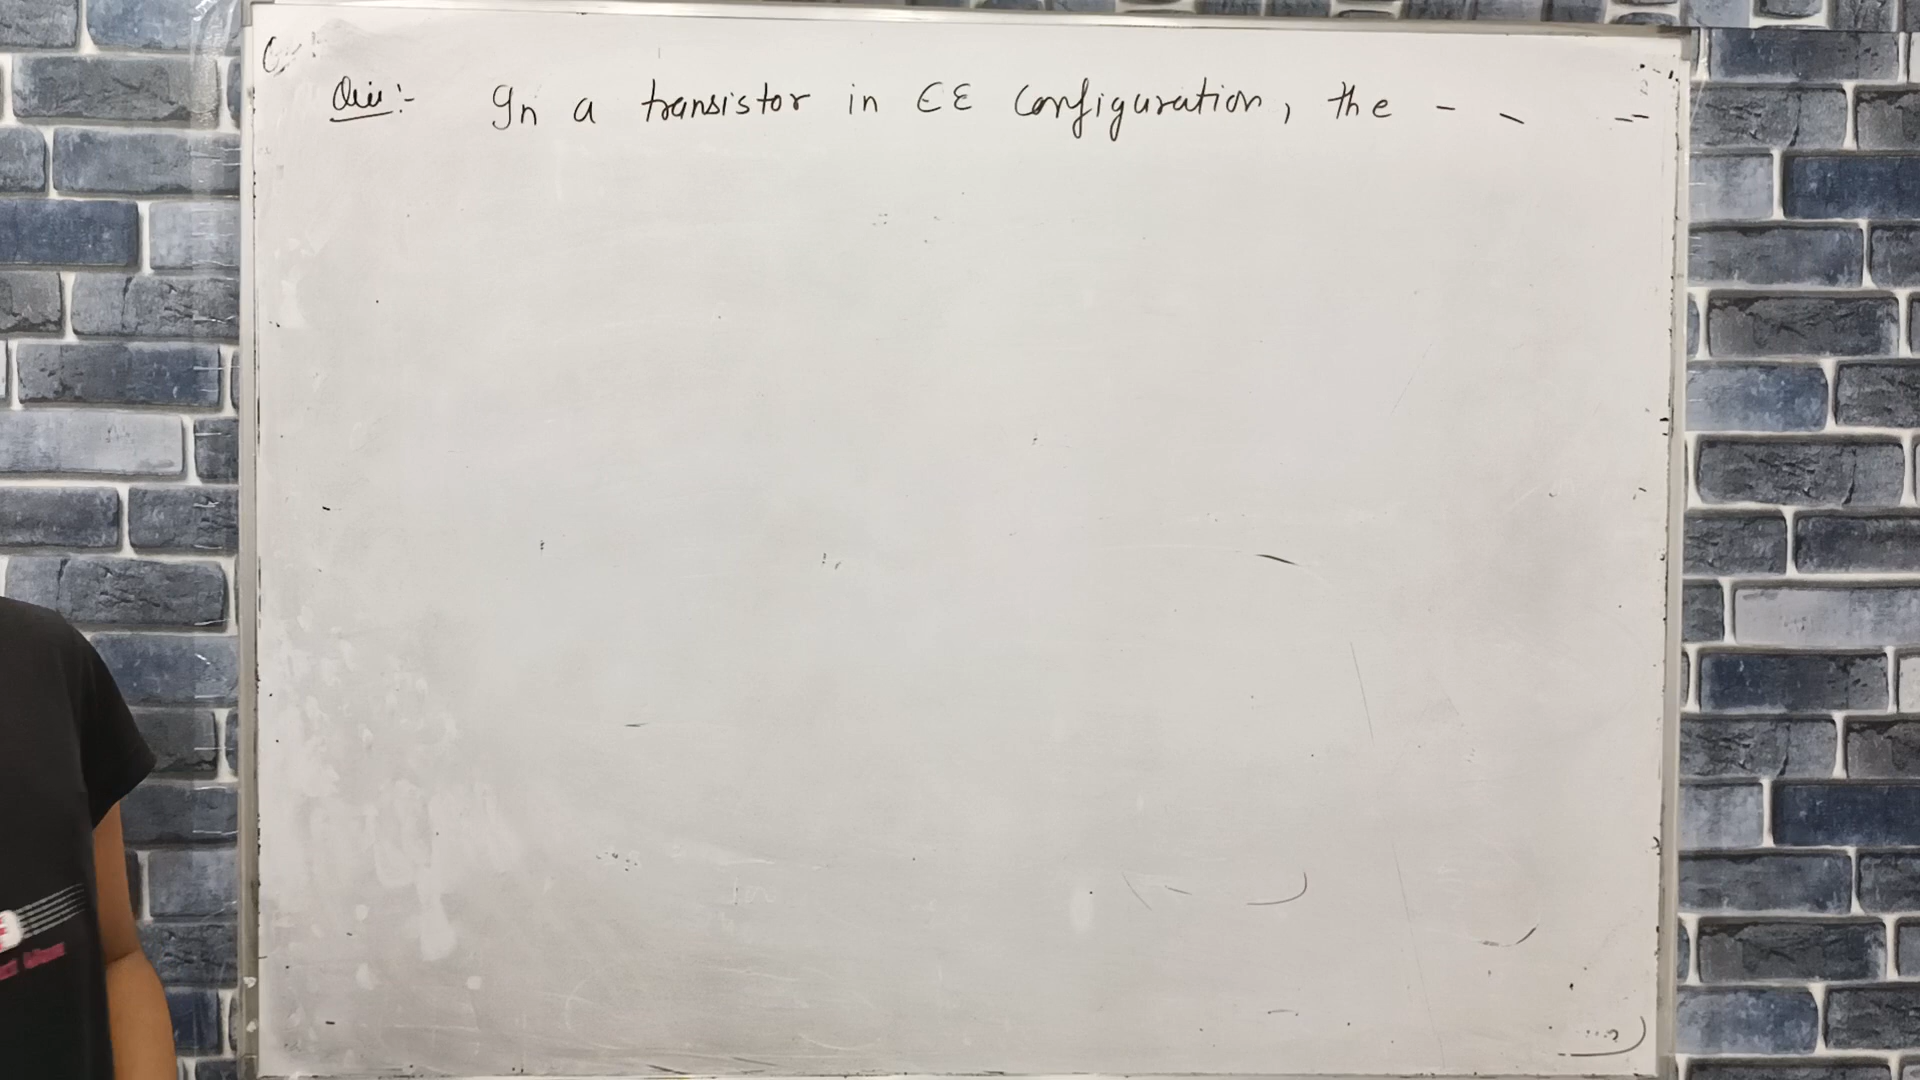 Que:- In a transistor in CE Configuration, the - - --